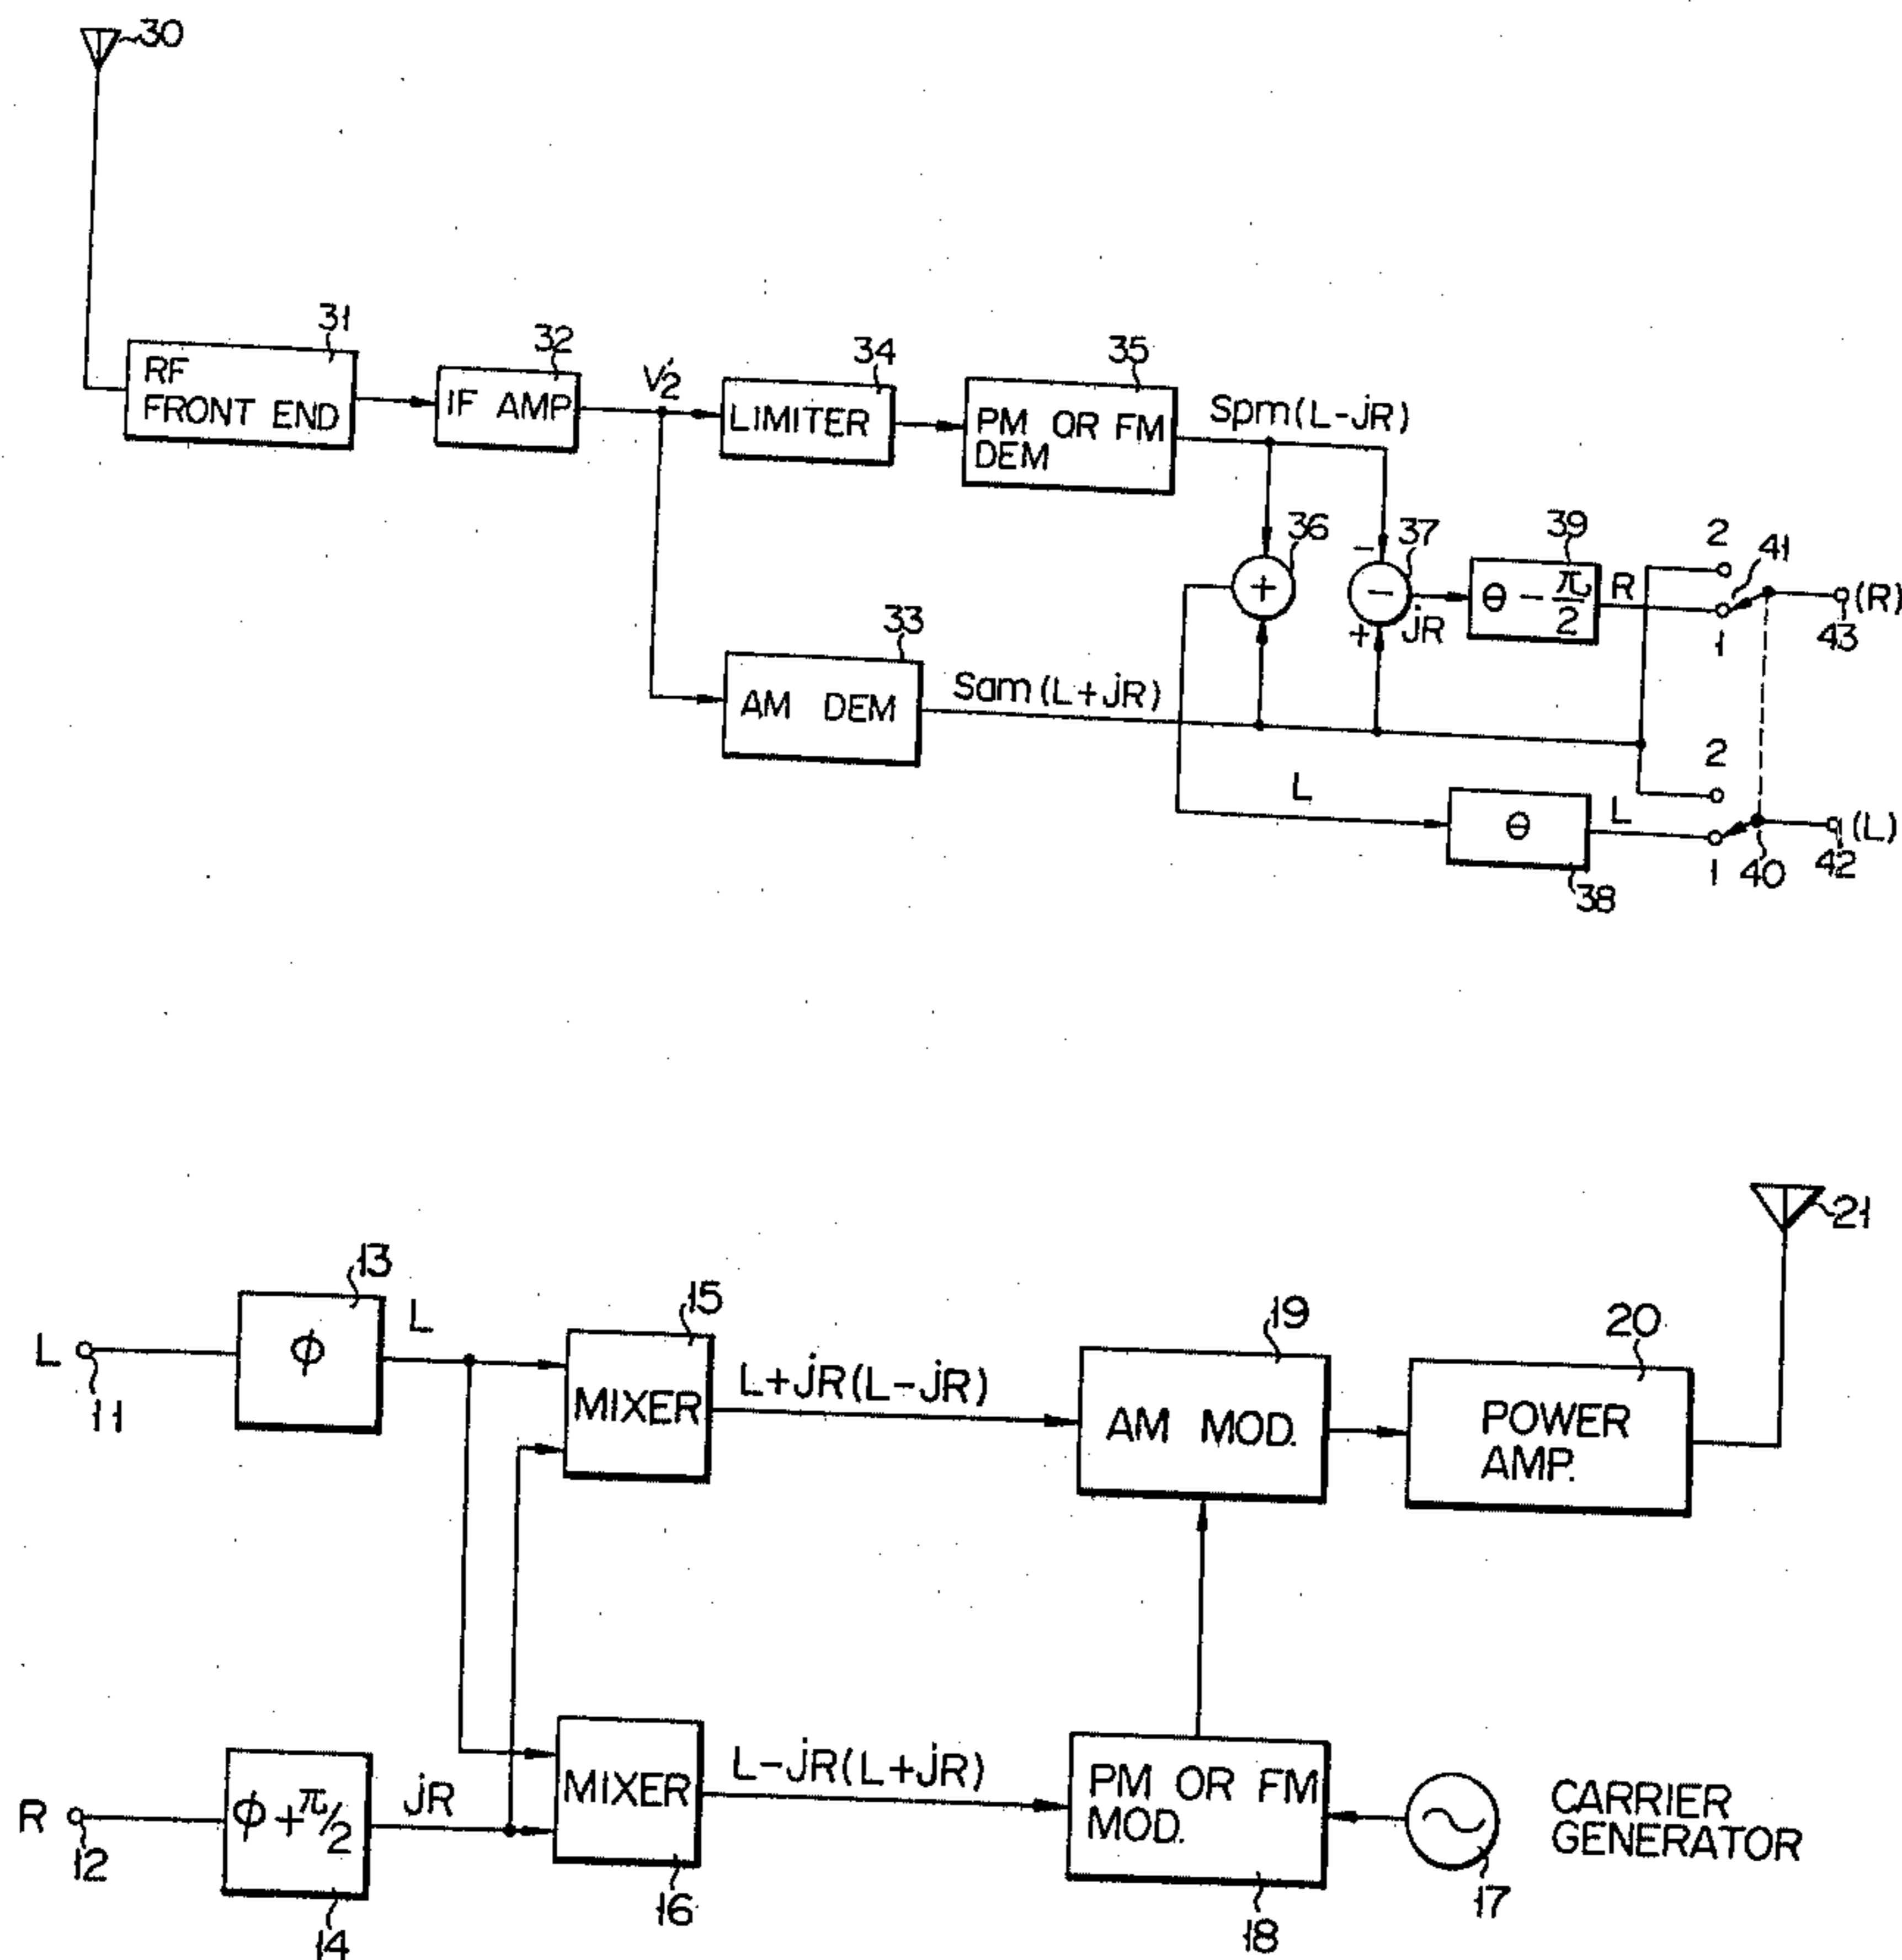 30
31
RF
FRONT END
32
IF AMP
V2'
34
LIMITER
35
PM OR FM
DEM
Spm(L-jR)
36
+
-
37
-
+
jR
39
θ - π/2
R
2
41
1
(R)
43
33
AM DEM
Sam(L+jR)
L
θ
38
L
2
1
40
(L)
42
21
L
11
13
ϕ
L
15
MIXER
L+jR(L-jR)
19
AM MOD.
20
POWER
AMP.
R
12
ϕ+π/2
14
jR
MIXER
16
L-jR(L+jR)
PM OR FM
MOD.
18
17
CARRIER
GENERATOR